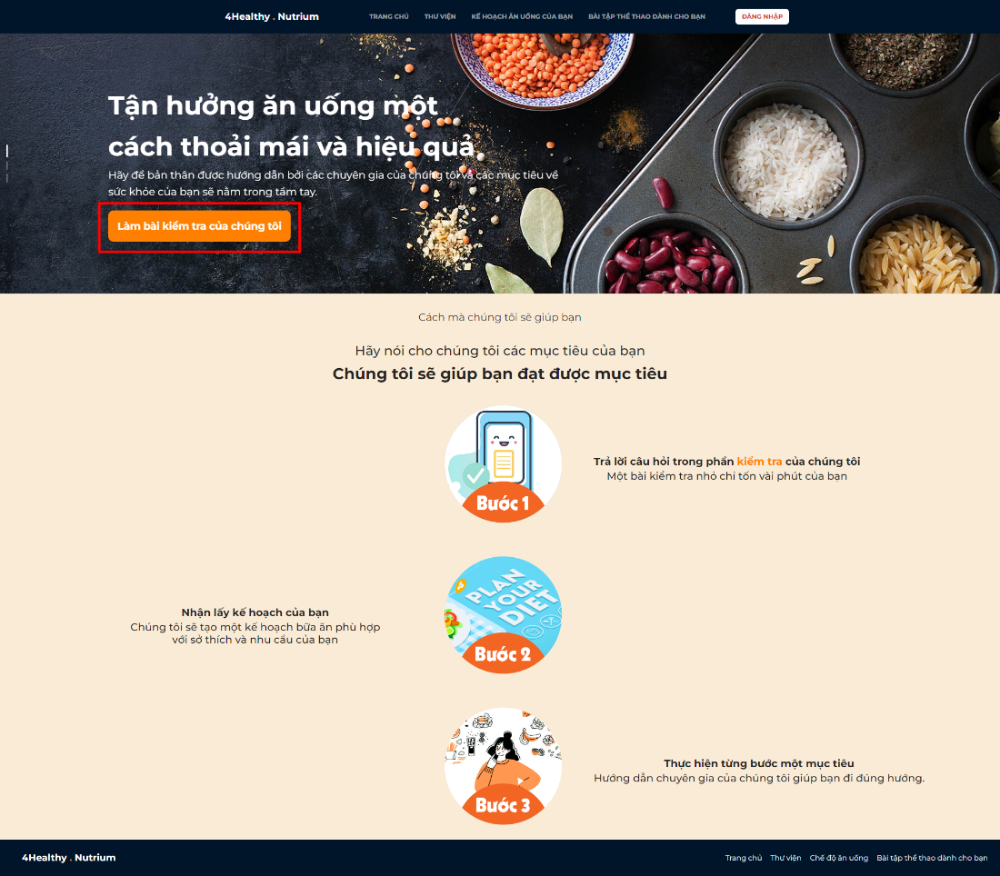 4Healthy . Nutrium
TRANG CHỦ THƯ VIỆN KẾ HOẠCH ĂN UỐNG CỦA BẠN BÀI TẬP THỂ THAO DÀNH CHO BẠN ĐĂNG NHẬP
Tận hưởng ăn uống một
cách thoải mái và hiệu quả
Hãy để bản thân được hướng dẫn bởi các chuyên gia của chúng tôi và các mục tiêu về
sức khỏe của bạn sẽ nằm trong tầm tay.
Làm bài kiểm tra của chúng tôi
Cách mà chúng tôi sẽ giúp bạn
Hãy nói cho chúng tôi các mục tiêu của bạn
Chúng tôi sẽ giúp bạn đạt được mục tiêu
Bước 1
Trả lời câu hỏi trong phần kiểm tra của chúng tôi
Một bài kiểm tra nhỏ chỉ tốn vài phút của bạn
Nhận lấy kế hoạch của bạn
Chúng tôi sẽ tạo một kế hoạch bữa ăn phù hợp
với sở thích và nhu cầu của bạn
PLAN
YOUR
DIET
Bước 2
Bước 3
Thực hiện từng bước một mục tiêu
Hướng dẫn chuyên gia của chúng tôi giúp bạn đi đúng hướng.
4Healthy . Nutrium
Trang chủ Thư viện Chế độ ăn uống Bài tập thể thao dành cho bạn